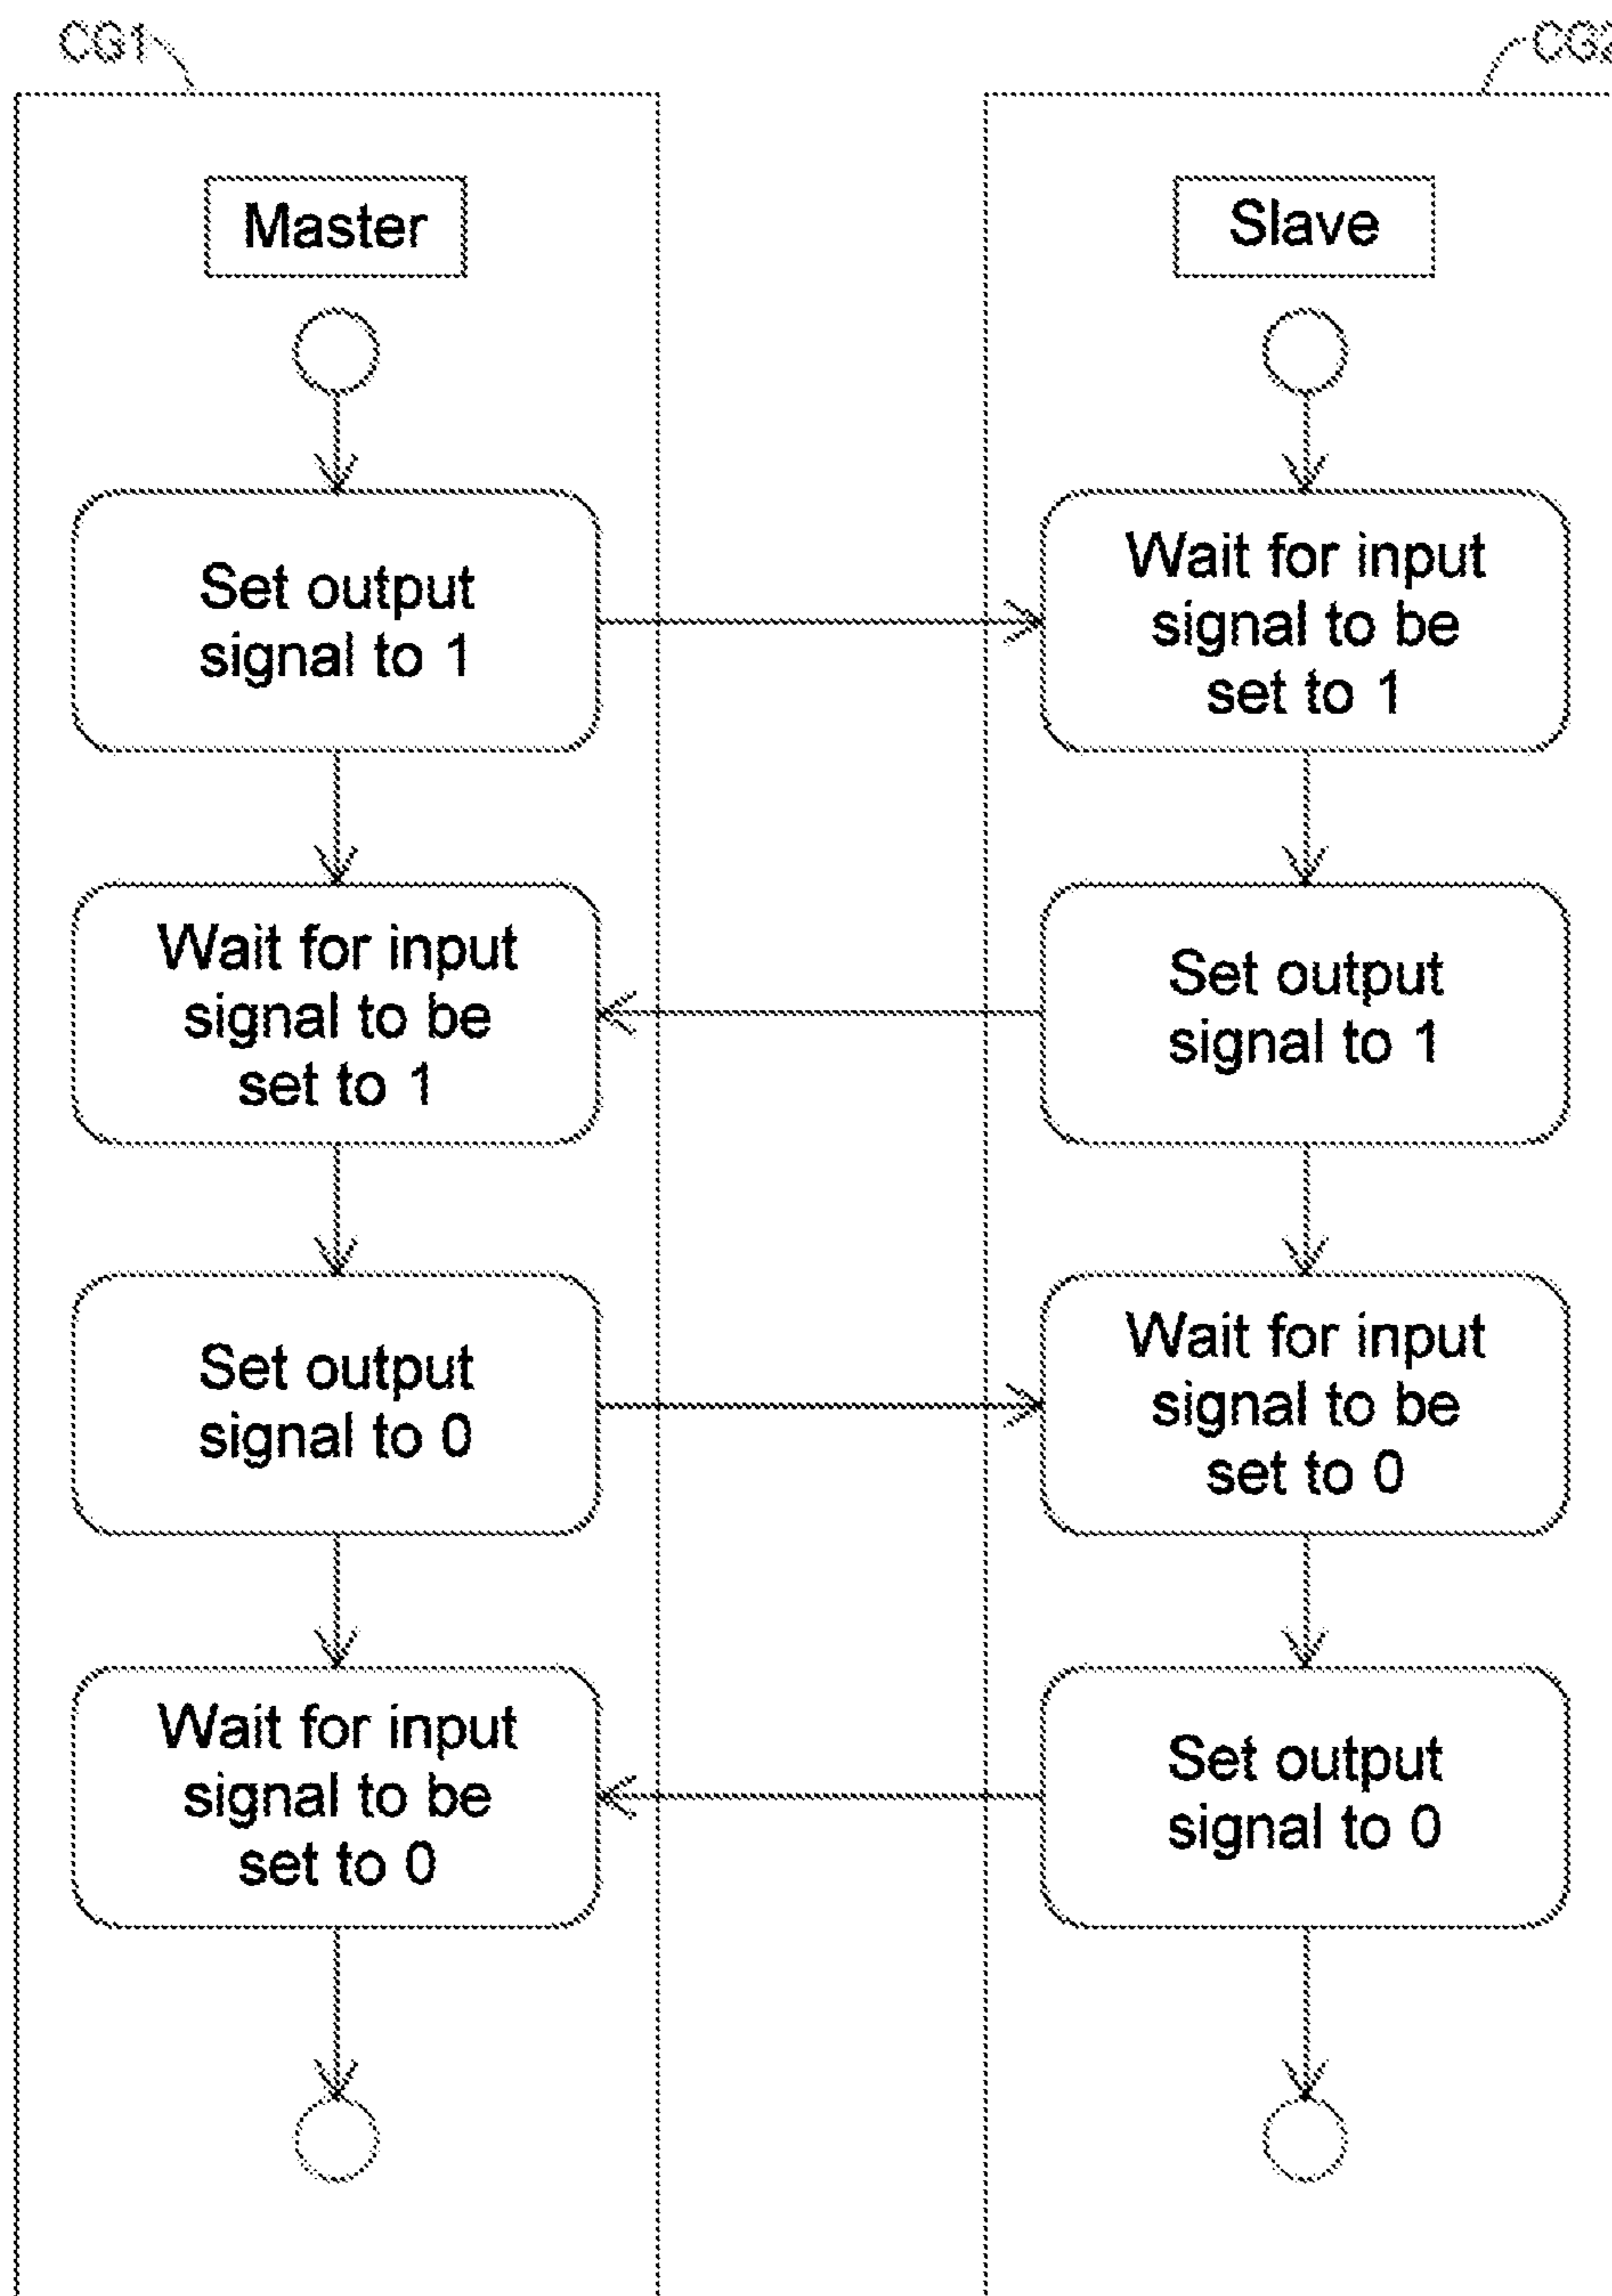 CG1
CG2
Master
Slave
Set output
signal to 1
Wait for input
signal to be
set to 1
Wait for input
signal to be
set to 1
Set output
signal to 1
Set output
signal to 0
Wait for input
signal to be
set to 0
Wait for input
signal to be
set to 0
Set output
signal to 0